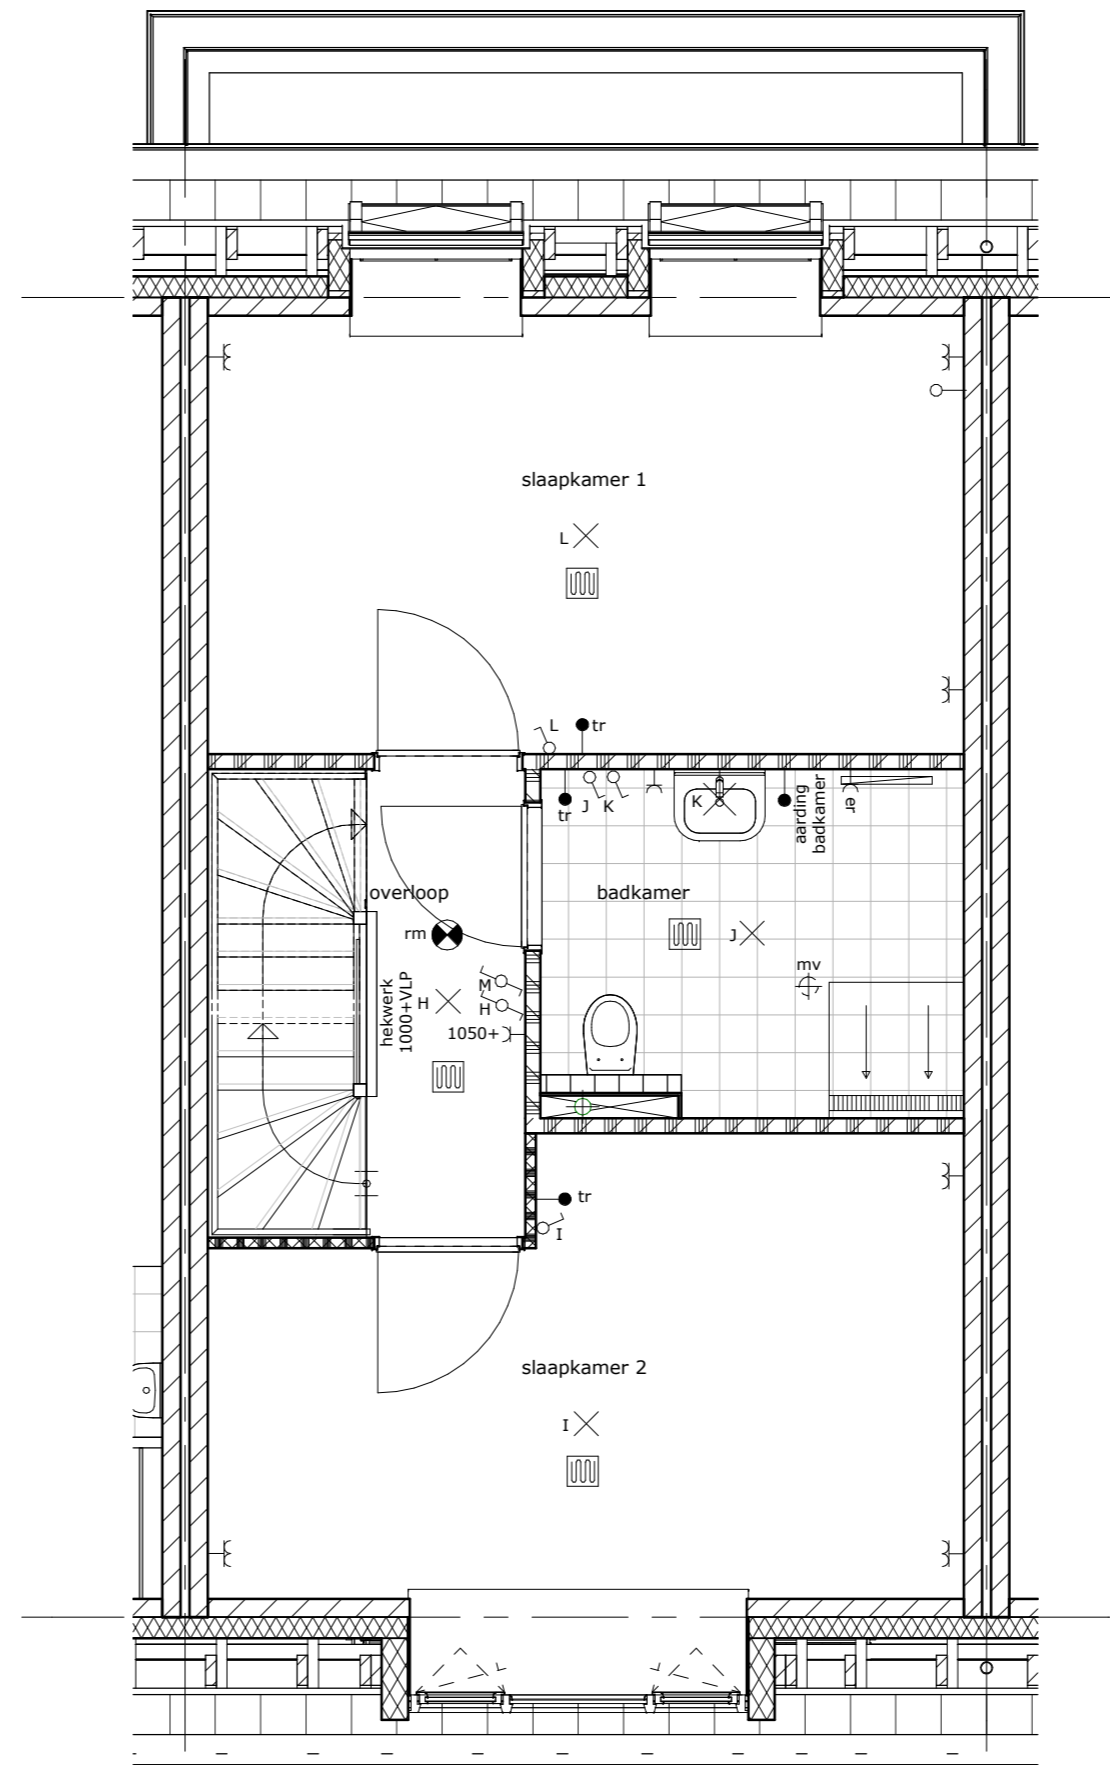 slaapkamer 1
L
L
tr
tr
J
K
K
aarding
badkamer
er
overloop
badkamer
rm
J
mv
hekwerk
1000+VLP
H
M
H
1050+
tr
I
slaapkamer 2
I